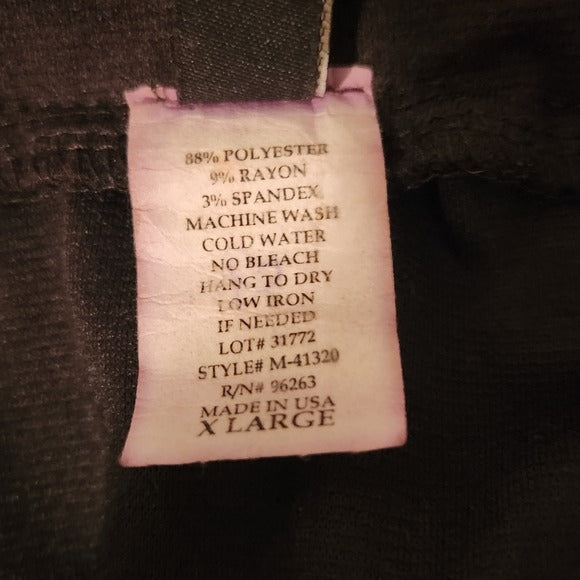 88% POLYESTER
9% RAYON
3% SPANDEX
MACHINE WASH
COLD WATER
NO BLEACH
HANG TO DRY
LOW IRON
IF NEEDED
LOT# 31772
STYLE# M-41320
R/N# 96263
MADE IN USA
X LARGE